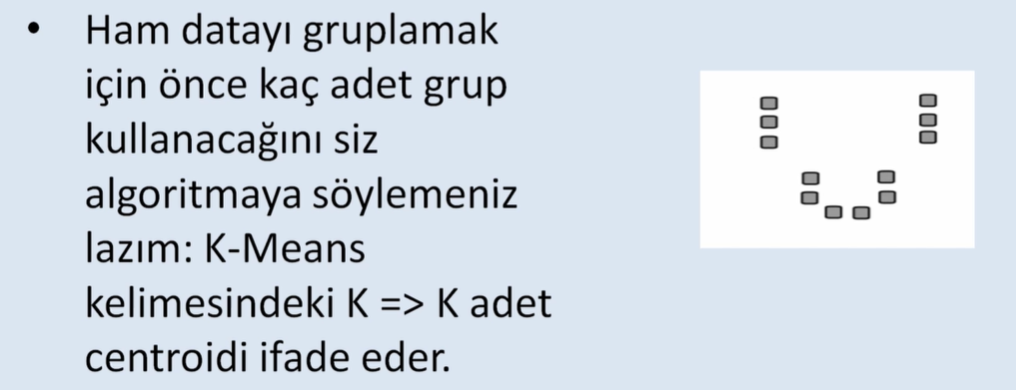 • Ham datayı gruplamak
için önce kaç adet grup
kullanacağını siz
algoritmaya söylemeniz
lazım: K-Means
kelimesindeki K => K adet
centroidi ifade eder.